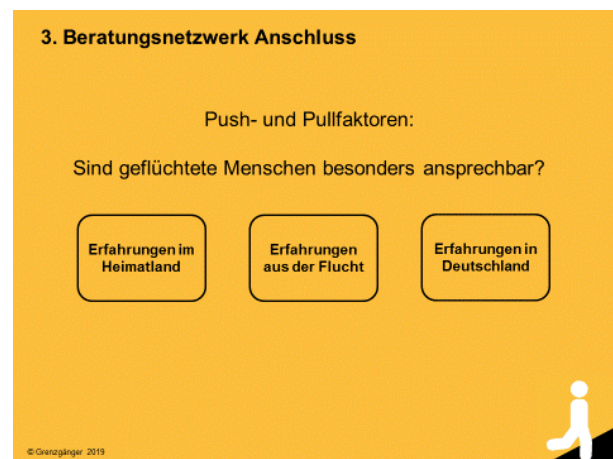 3. Beratungsnetzwerk Anschluss
Push- und Pullfaktoren:
Sind geflüchtete Menschen besonders ansprechbar?
Erfahrungen im
Heimatland
Erfahrungen
aus der Flucht
Erfahrungen in
Deutschland
© Grenzgänger 2019